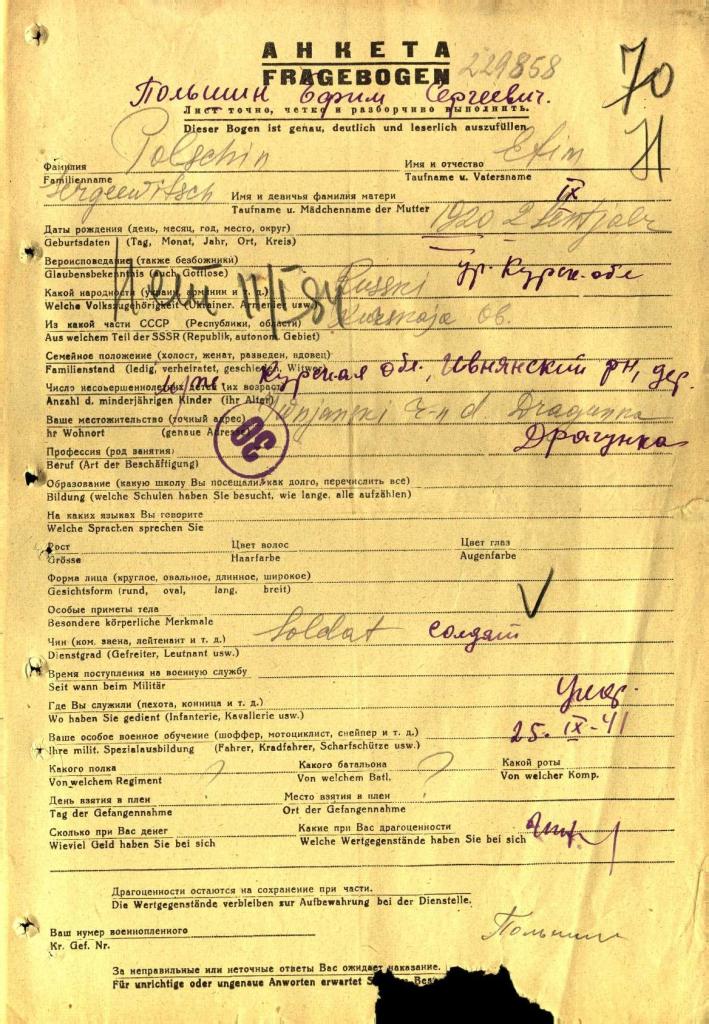 АНКЕТА
FRAGEBOGEN 229858
70
Польшин Ефим Сергеевич.
Лист точно, четко и разборчиво выполнить.
Dieser Bogen ist genau, deutlich und leserlich auszufüllen
71
Polschin Efim
Фамилия Имя и отчество
Familienname Taufname u. Vatersname
Sergeewitsch
Имя и девичья фамилия матери
Taufname u. Mädchenname der Mutter
IX
1920 2
Даты рождения (день, месяц, год, место, округ)
Geburtsdaten (Tag, Monat, Jahr, Ort, Kreis)
Вероисповедание (также безбожники)
Glaubensbekenntnis (auch Gottlose)
ур. Курск. обл
Какой народности (украин, армении и т. д.) Russki
Welche Volkszugehörigkeit (Ukrainer, Armenier usw.)
Из какой части СССР (Республики, области) ob.
Aus welchem Teil der SSSR (Republik, autonom. Gebiet)
Семейное положение (холост, женат, разведен, вдовец)
Familienstand (ledig, verheiratet, geschieden, Witwer)
Курская обл., Ивнянский рн, дер.
Число несовершеннолетних детей (их возраст)
Anzahl d. minderjährigen Kinder (ihr Alter)
Ваше местожительство (точный адрес) r-n d. Dragunka
hr Wohnort (genaue Adresse)
30
Драгунка
Профессия (род занятия)
Beruf (Art der Beschäftigung)
Образование (какую школу Вы посещали, как долго, перечислить все)
Bildung (welche Schulen haben Sie besucht, wie lange, alle aufzählen)
На каких языках Вы говорите
Welche Sprachen sprechen Sie
Рост Цвет волос Цвет глаз
Grösse Haarfarbe Augenfarbe
Форма лица (круглое, овальное, длинное, широкое)
Gesichtsform (rund, oval, lang. breit)
Особые приметы тела
Besondere körperliche Merkmale
Чин (ком. звена, лейтенант и т. д.) Soldat солдат
Dienstgrad (Gefreiter, Leutnant usw.)
Время поступления на военную службу
Seit wann beim Militär
Где Вы служили (пехота, конница и т. д.)
Wo haben Sie gedient (Infanterie, Kavallerie usw.)
25. IX-41
Ваше особое военное обучение (шоффер, мотоциклист, снейпер и т. д.)
Ihre milit. Spezialausbildung (Fahrer, Kradfahrer, Scharfschütze usw.)
Какого полка ? Какого батальона ? Какой роты
Von welchem Regiment Von welchem Batl. Von welcher Komp.
День взятия в плен Место взятия в плен
Tag der Gefangennahme Ort der Gefangennahme
Сколько при Вас денег Какие при Вас драгоценности
Wieviel Geld haben Sie bei sich Welche Wertgegenstände haben Sie bei sich
Драгоценности остаются на сохранение при части.
Die Wertgegenstände verbleiben zur Aufbewahrung bei der Dienstelle.
Ваш нумер военнопленного
Kr. Gef. Nr.
Польшин
За неправильные или неточные ответы Вас ожидает наказание.
Für unrichtige oder ungenaue Anworten erwartet